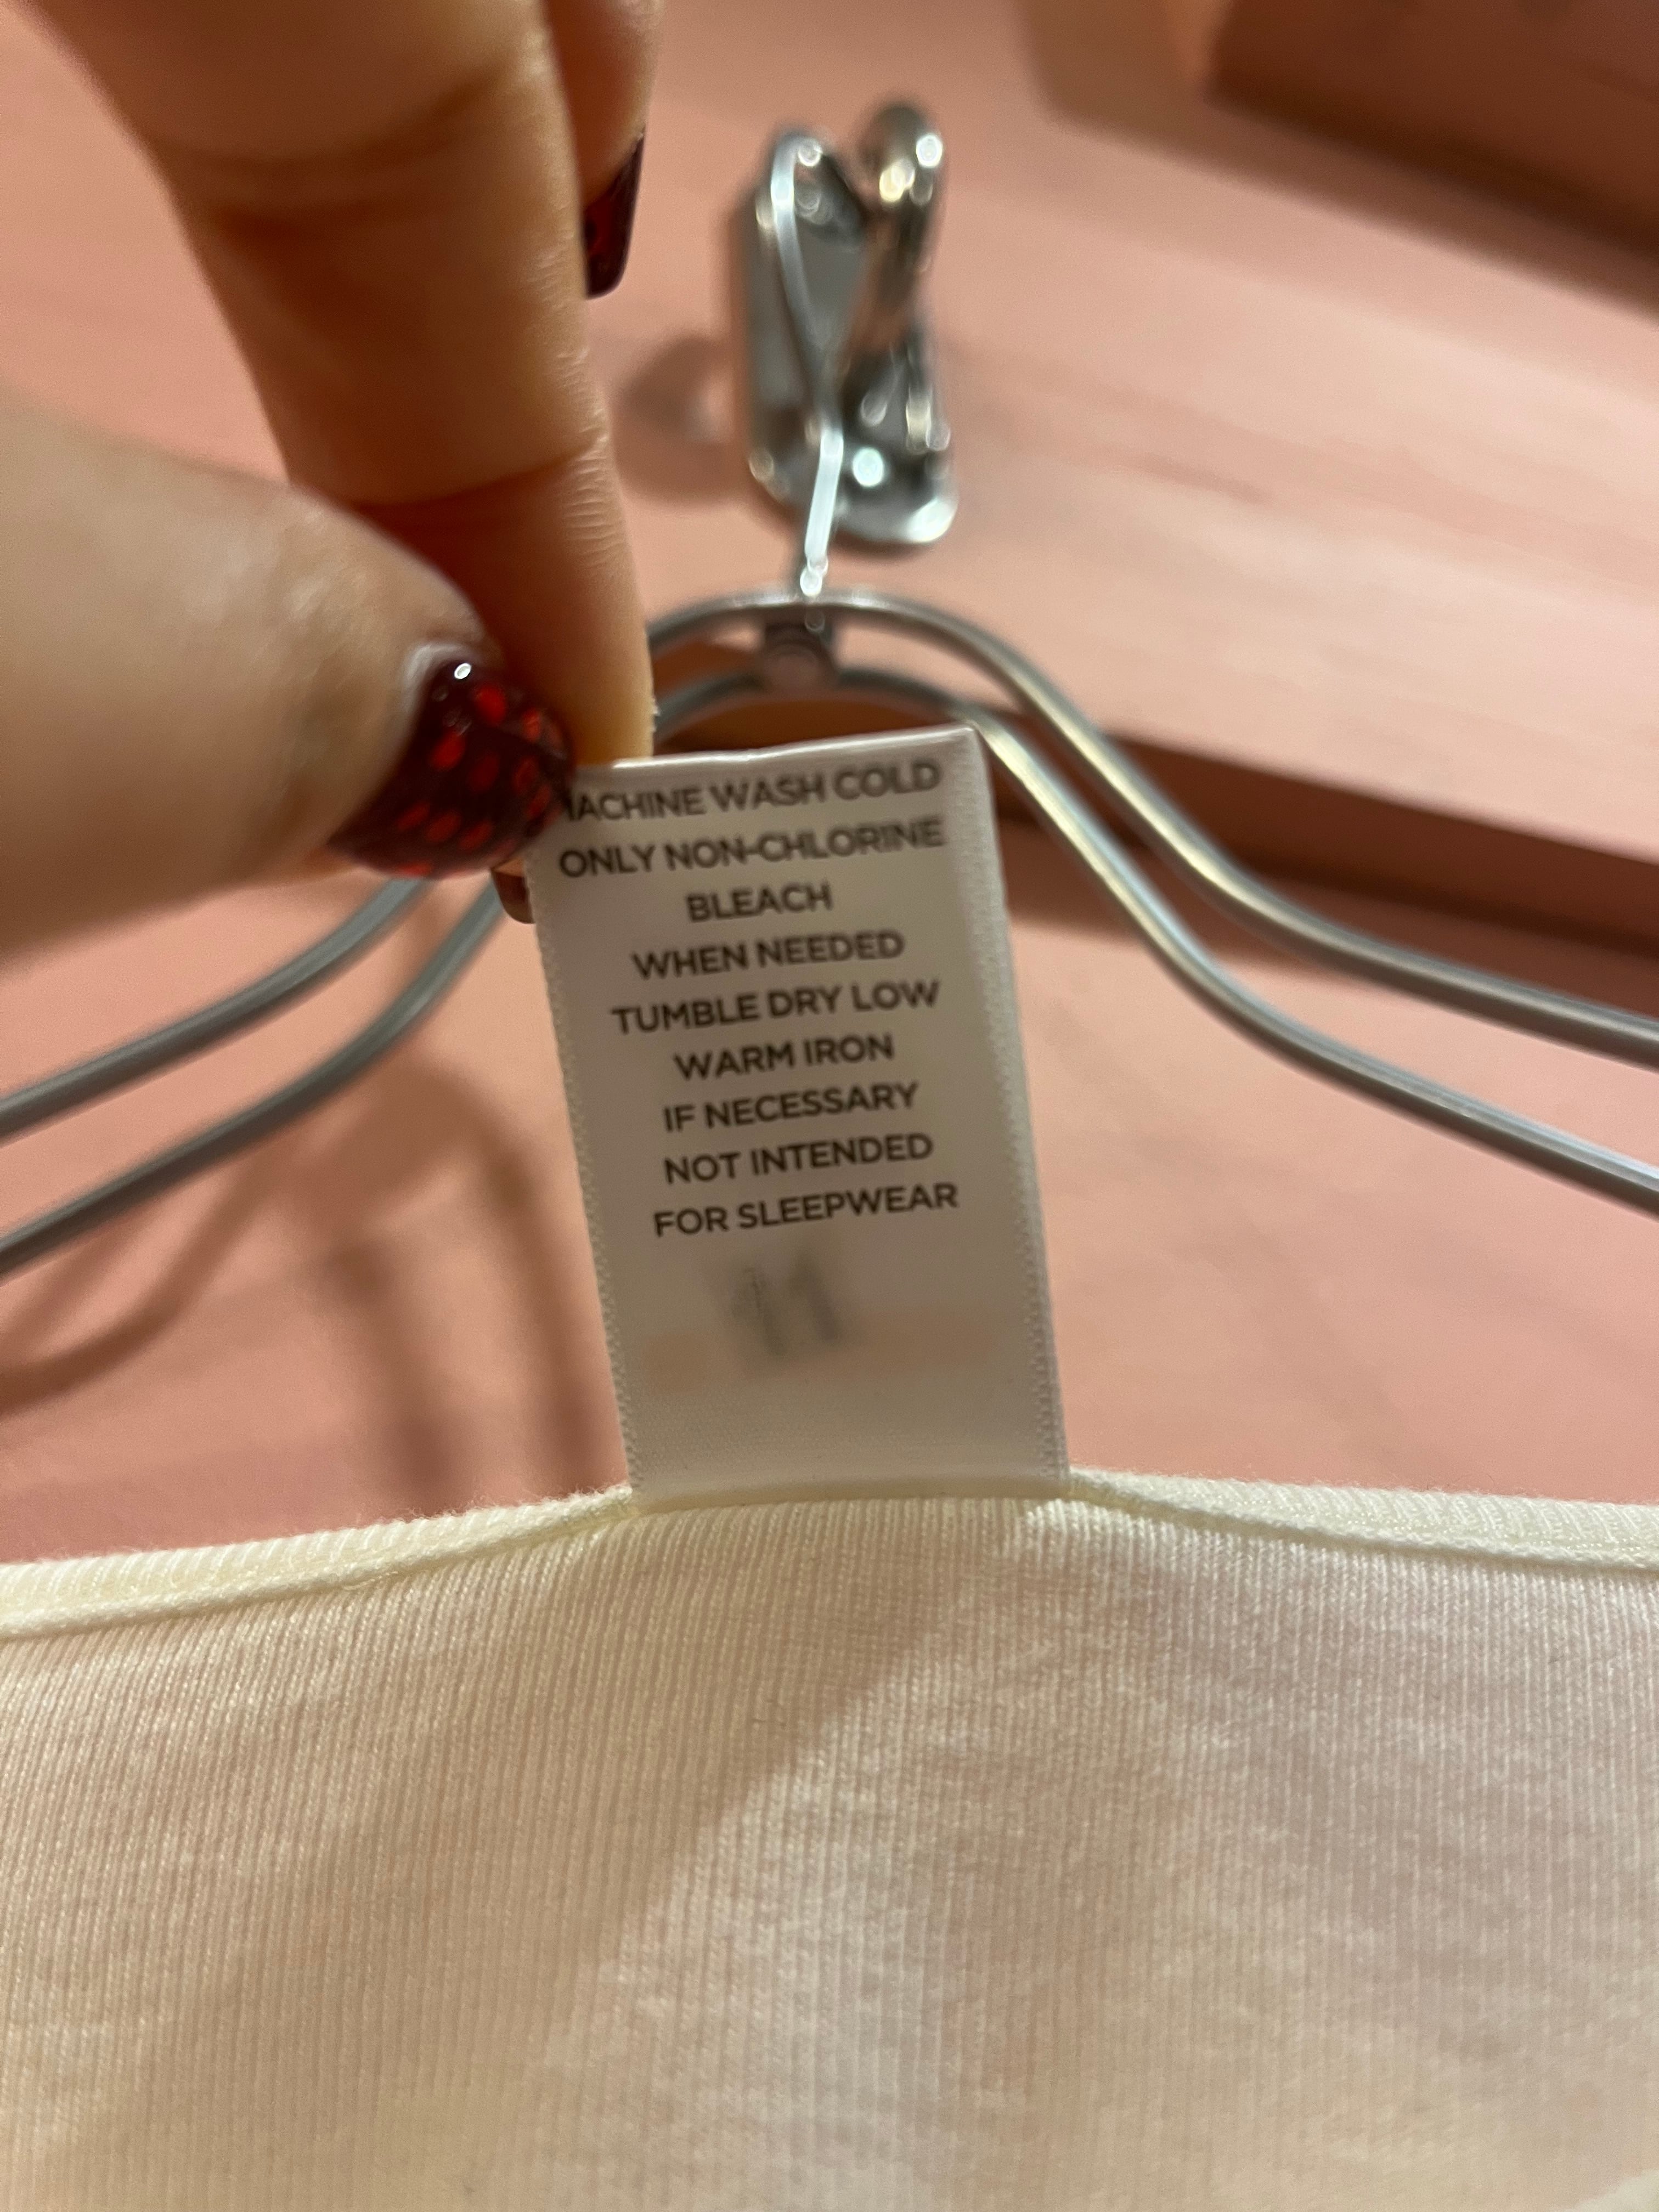 MACHINE WASH COLD
ONLY NON-CHLORINE
BLEACH
WHEN NEEDED
TUMBLE DRY LOW
WARM IRON
IF NECESSARY
NOT INTENDED
FOR SLEEPWEAR